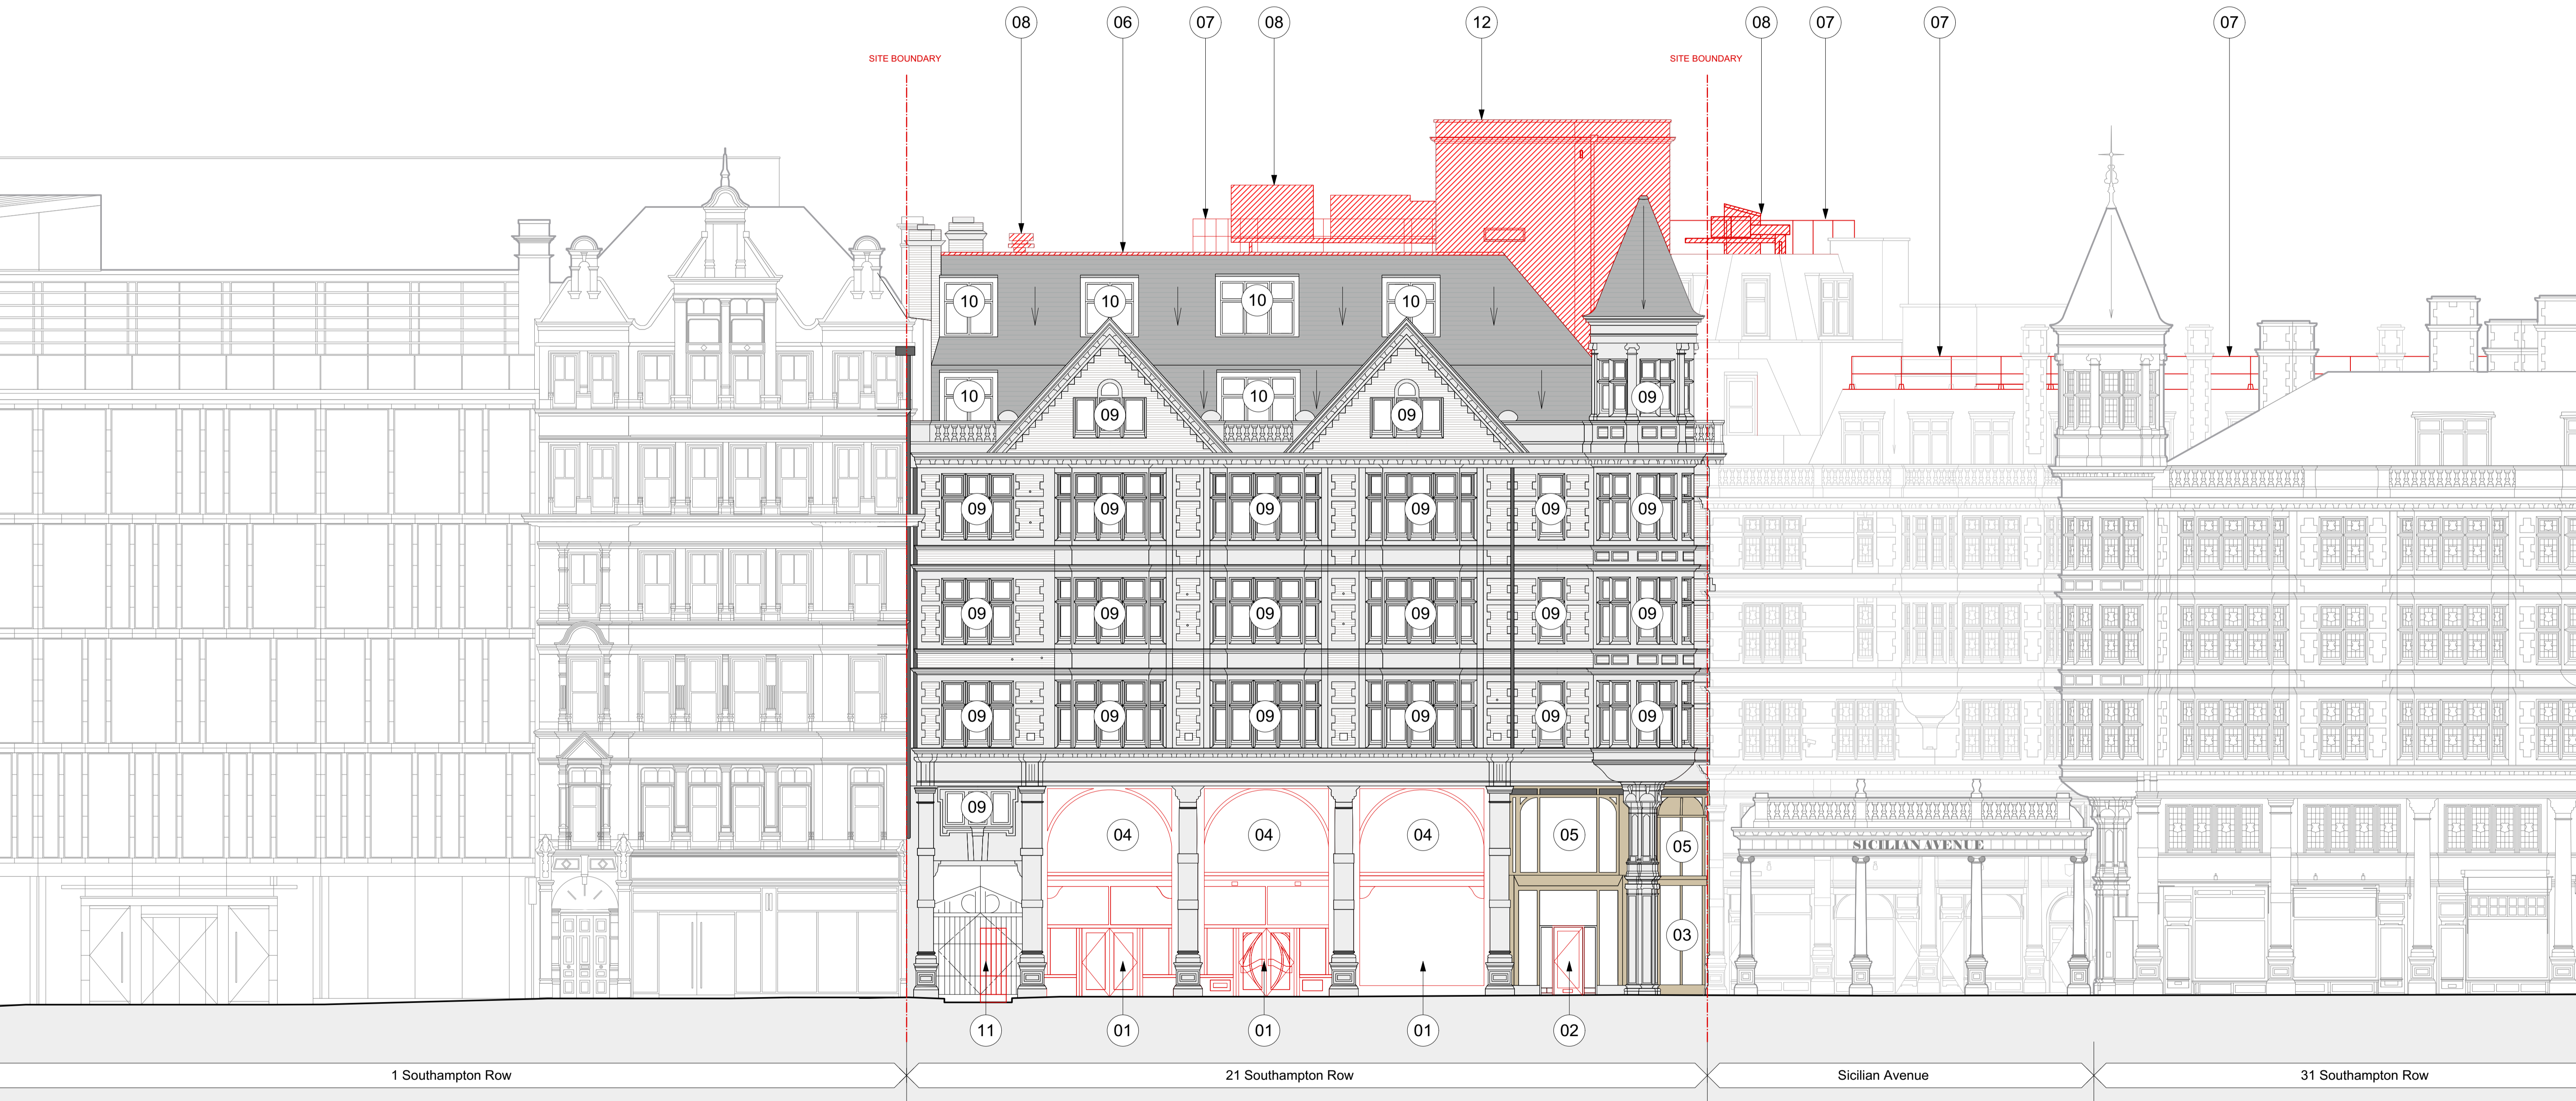 08 06 07 08 12 08 07 07 07
SITE BOUNDARY SITE BOUNDARY
10 10 10 10
10 10 09
09 09
09 09 09 09 09 09
09 09 09 09 09 09
09 09 09 09 09 09
09
04 04 04 05
05
SICILIAN AVENUE
03
11 01 01 01 02
1 Southampton Row 21 Southampton Row Sicilian Avenue 31 Southampton Row